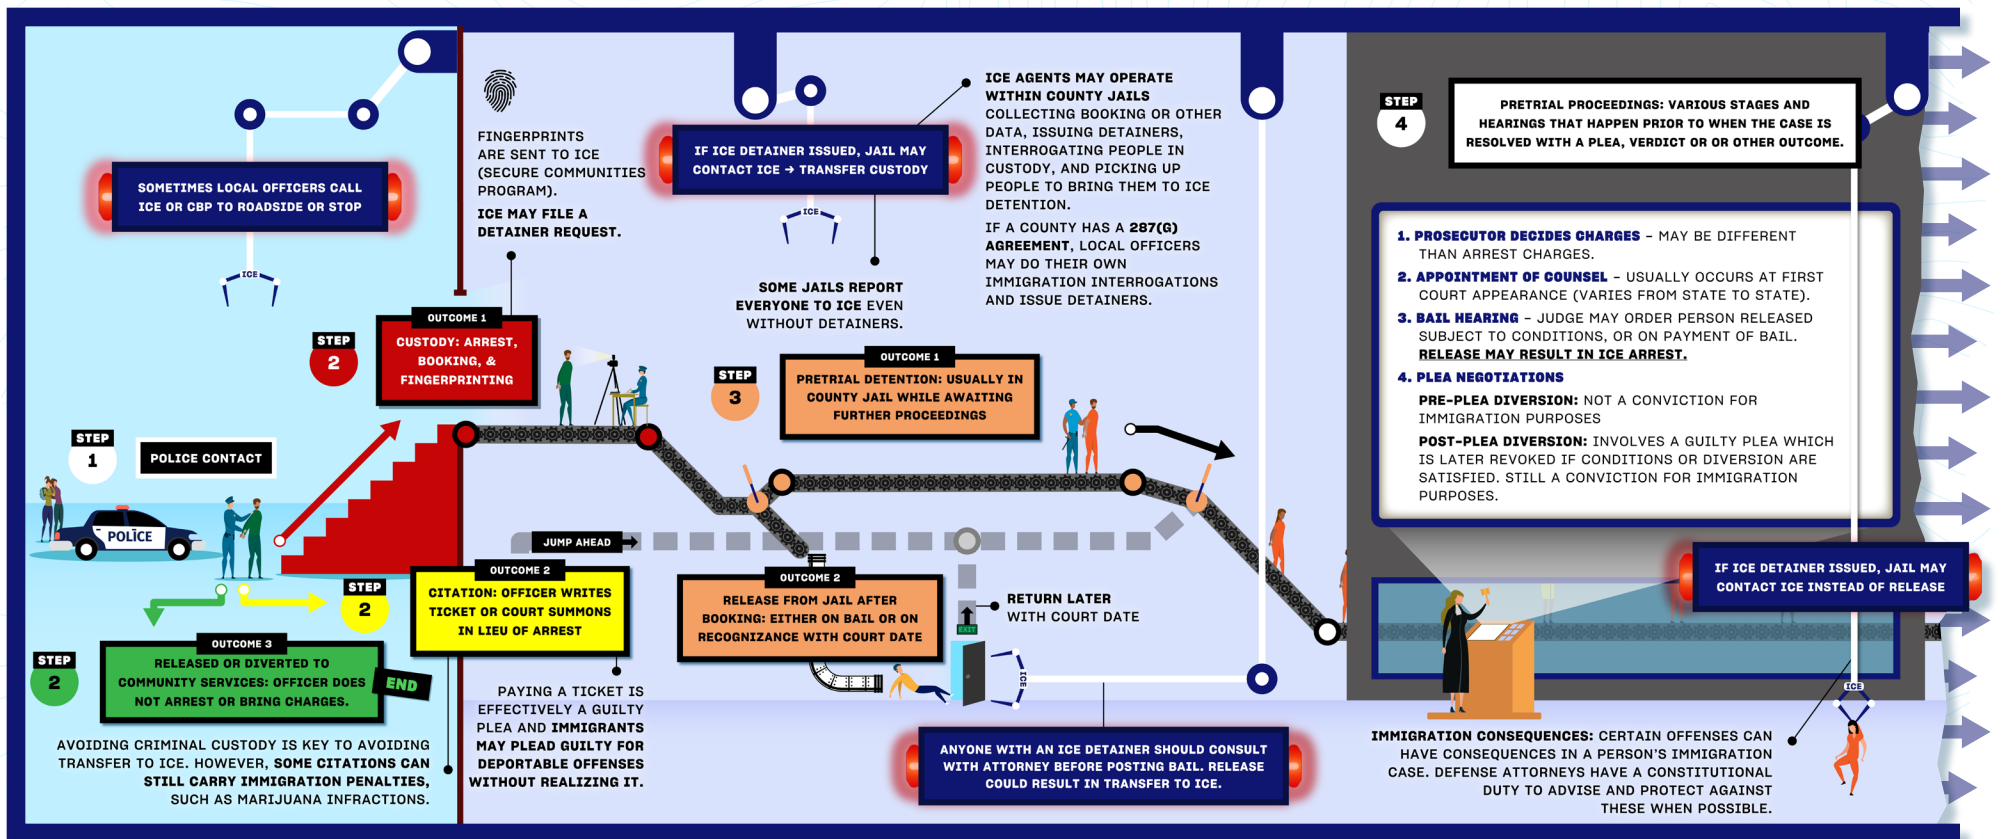 SOMETIMES LOCAL OFFICERS CALL
ICE OR CBP TO ROADSIDE OR STOP
ICE
STEP
1
POLICE CONTACT
POLICE
STEP
2
OUTCOME 1
CUSTODY: ARREST,
BOOKING, &
FINGERPRINTING
FINGERPRINTS
ARE SENT TO ICE
(SECURE COMMUNITIES
PROGRAM).
ICE MAY FILE A
DETAINER REQUEST.
STEP
2
OUTCOME 2
CITATION: OFFICER WRITES
TICKET OR COURT SUMMONS
IN LIEU OF ARREST
JUMP AHEAD →
PAYING A TICKET IS
EFFECTIVELY A GUILTY
PLEA AND IMMIGRANTS
MAY PLEAD GUILTY FOR
DEPORTABLE OFFENSES
WITHOUT REALIZING IT.
STEP
2
OUTCOME 3
RELEASED OR DIVERTED TO
COMMUNITY SERVICES: OFFICER DOES
NOT ARREST OR BRING CHARGES.
END
AVOIDING CRIMINAL CUSTODY IS KEY TO AVOIDING
TRANSFER TO ICE. HOWEVER, SOME CITATIONS CAN
STILL CARRY IMMIGRATION PENALTIES,
SUCH AS MARIJUANA INFRACTIONS.
IF ICE DETAINER ISSUED, JAIL MAY
CONTACT ICE → TRANSFER CUSTODY
ICE
SOME JAILS REPORT
EVERYONE TO ICE EVEN
WITHOUT DETAINERS.
ICE AGENTS MAY OPERATE
WITHIN COUNTY JAILS
COLLECTING BOOKING OR OTHER
DATA, ISSUING DETAINERS,
INTERROGATING PEOPLE IN
CUSTODY, AND PICKING UP
PEOPLE TO BRING THEM TO ICE
DETENTION.
IF A COUNTY HAS A 287(G)
AGREEMENT, LOCAL OFFICERS
MAY DO THEIR OWN
IMMIGRATION INTERROGATIONS
AND ISSUE DETAINERS.
STEP
3
OUTCOME 1
PRETRIAL DETENTION: USUALLY IN
COUNTY JAIL WHILE AWAITING
FURTHER PROCEEDINGS
OUTCOME 2
RELEASE FROM JAIL AFTER
BOOKING: EITHER ON BAIL OR ON
RECOGNIZANCE WITH COURT DATE
RETURN LATER
WITH COURT DATE
EXIT
ICE
ANYONE WITH AN ICE DETAINER SHOULD CONSULT
WITH ATTORNEY BEFORE POSTING BAIL. RELEASE
COULD RESULT IN TRANSFER TO ICE.
STEP
4
PRETRIAL PROCEEDINGS: VARIOUS STAGES AND
HEARINGS THAT HAPPEN PRIOR TO WHEN THE CASE IS
RESOLVED WITH A PLEA, VERDICT OR OR OTHER OUTCOME.
1. PROSECUTOR DECIDES CHARGES – MAY BE DIFFERENT
THAN ARREST CHARGES.
2. APPOINTMENT OF COUNSEL – USUALLY OCCURS AT FIRST
COURT APPEARANCE (VARIES FROM STATE TO STATE).
3. BAIL HEARING – JUDGE MAY ORDER PERSON RELEASED
SUBJECT TO CONDITIONS, OR ON PAYMENT OF BAIL.
RELEASE MAY RESULT IN ICE ARREST.
4. PLEA NEGOTIATIONS
PRE-PLEA DIVERSION: NOT A CONVICTION FOR
IMMIGRATION PURPOSES
POST-PLEA DIVERSION: INVOLVES A GUILTY PLEA WHICH
IS LATER REVOKED IF CONDITIONS OR DIVERSION ARE
SATISFIED. STILL A CONVICTION FOR IMMIGRATION
PURPOSES.
IF ICE DETAINER ISSUED, JAIL MAY
CONTACT ICE INSTEAD OF RELEASE
ICE
IMMIGRATION CONSEQUENCES: CERTAIN OFFENSES CAN
HAVE CONSEQUENCES IN A PERSON'S IMMIGRATION
CASE. DEFENSE ATTORNEYS HAVE A CONSTITUTIONAL
DUTY TO ADVISE AND PROTECT AGAINST
THESE WHEN POSSIBLE.